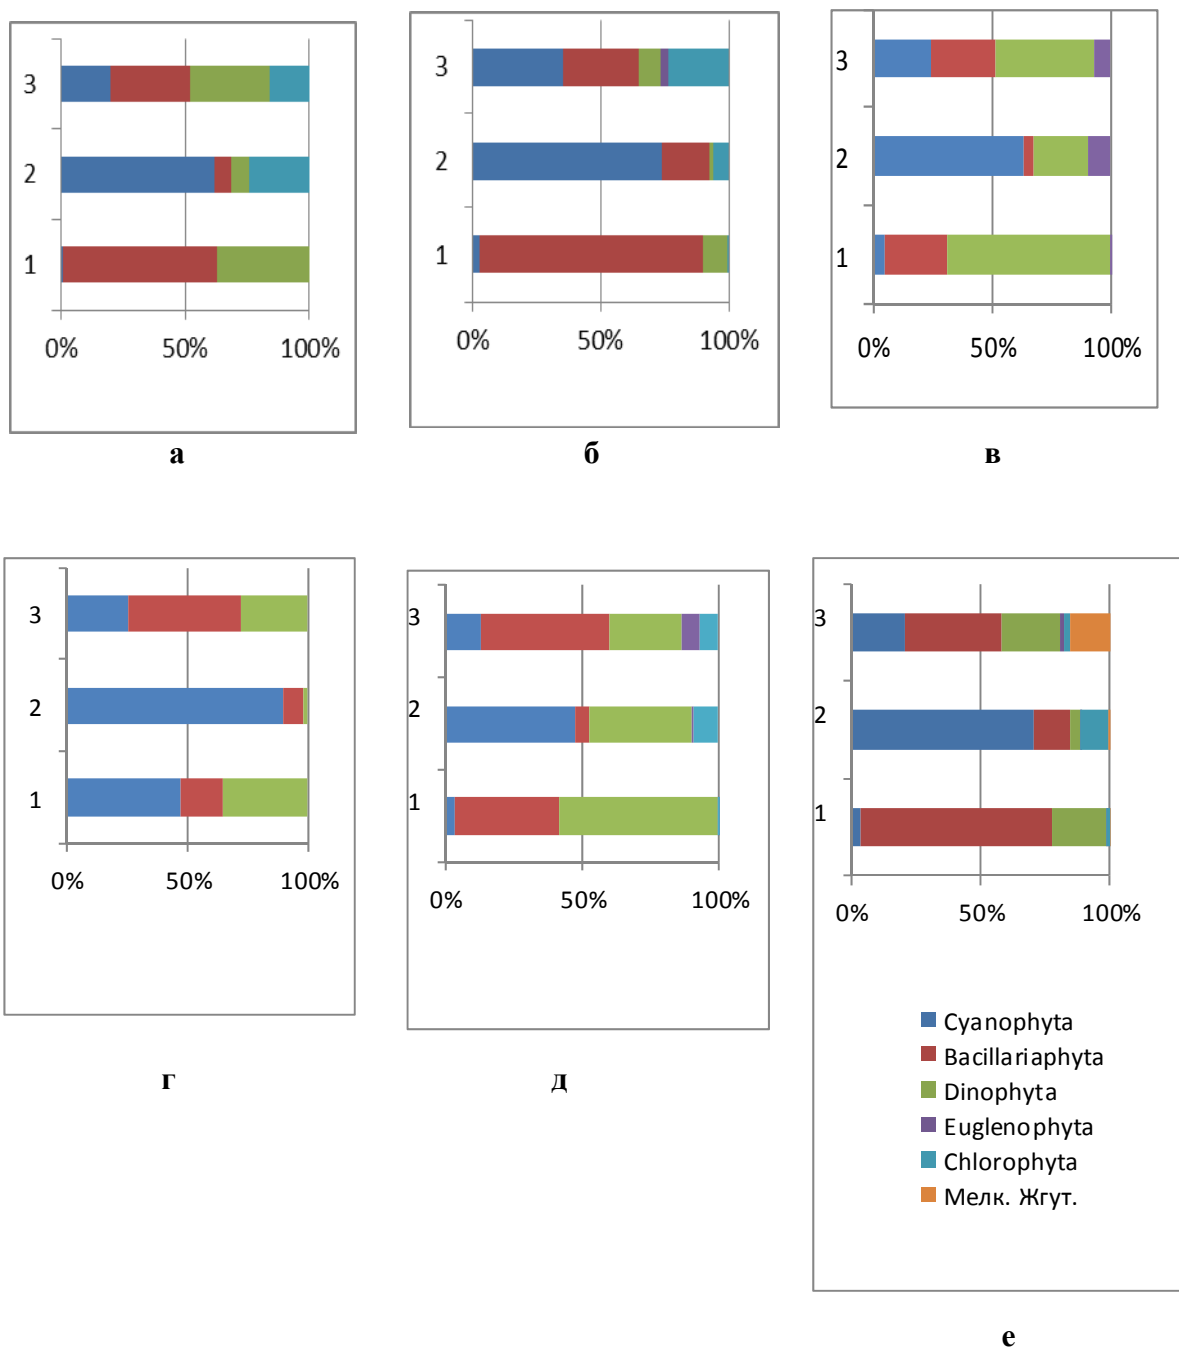 3
2
1
0% 50% 100%
а
3
2
1
0% 50% 100%
б
3
2
1
0% 50% 100%
в
3
2
1
0% 50% 100%
г
3
2
1
0% 50% 100%
д
3
2
1
0% 50% 100%
Cyanophyta
Bacillariaphyta
Dinophyta
Euglenophyta
Chlorophyta
Мелк. Жгут.
е